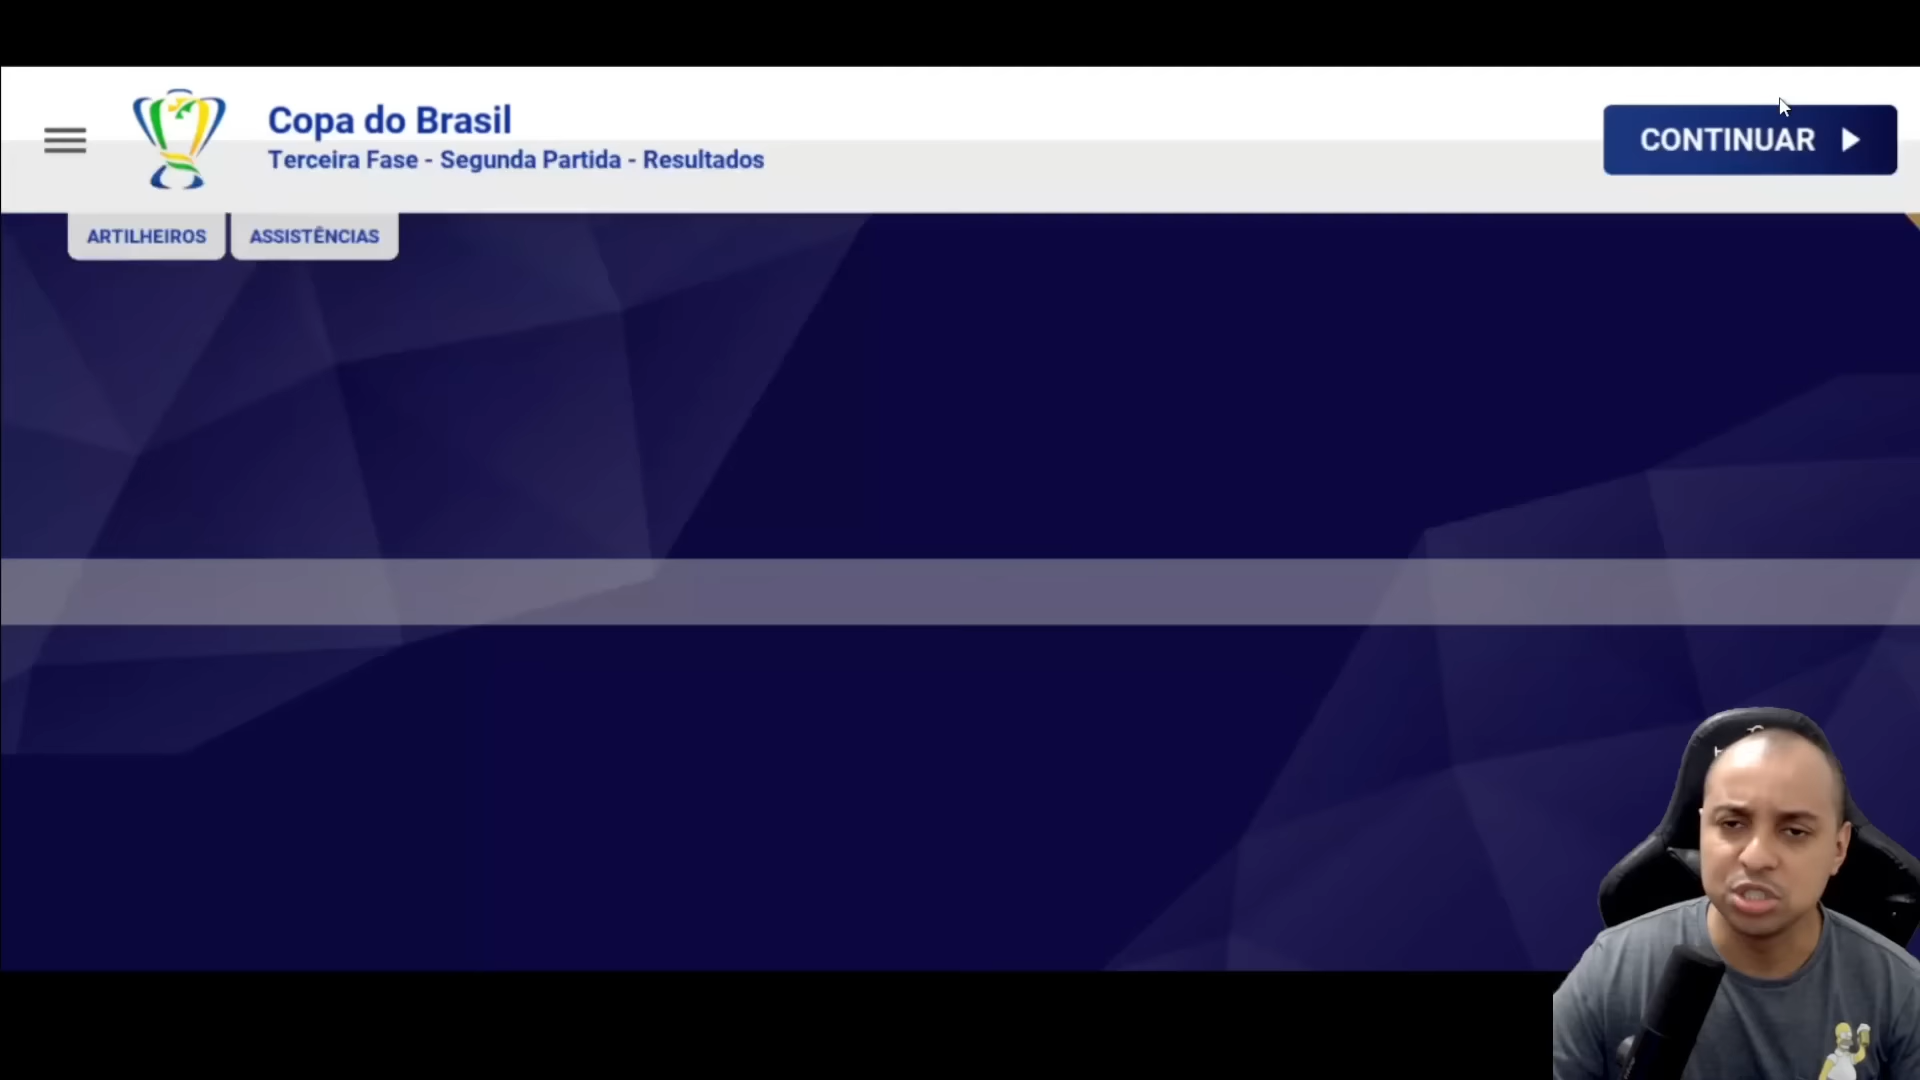 Copa do Brasil
Terceira Fase - Segunda Partida - Resultados
CONTINUAR
ARTILHEIROS
ASSISTÊNCIAS